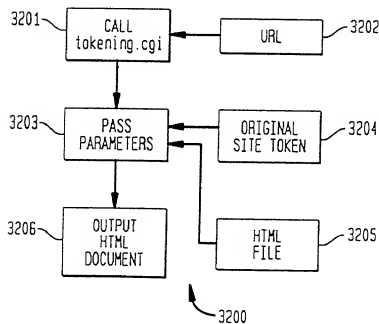 3201
CALL
tokening.cgi
URL
3202
3203
PASS
PARAMETERS
ORIGINAL
SITE TOKEN
3204
3206
OUTPUT
HTML
DOCUMENT
HTML
FILE
3205
3200